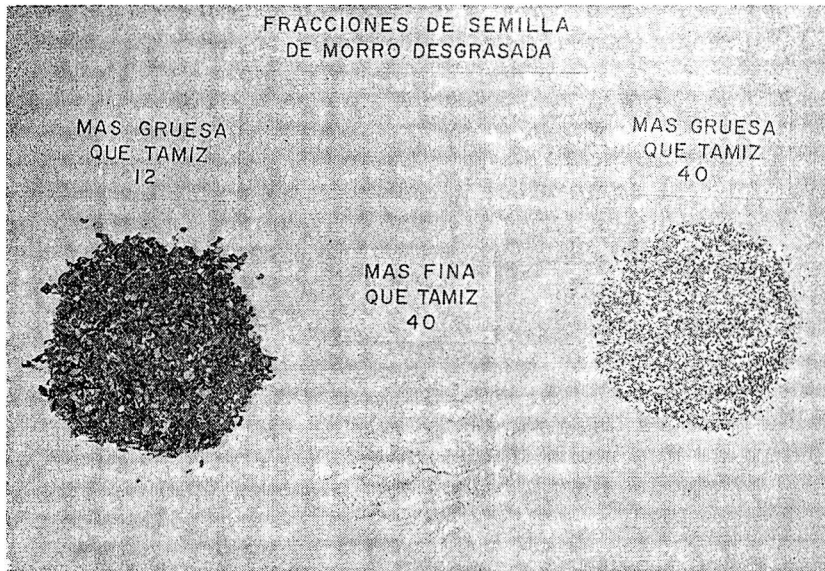 FRACCIONES DE SEMILLA
DE MORRO DESGRASADA
MAS GRUESA
QUE TAMIZ
12
MAS FINA
QUE TAMIZ
40
MAS GRUESA
QUE TAMIZ
40